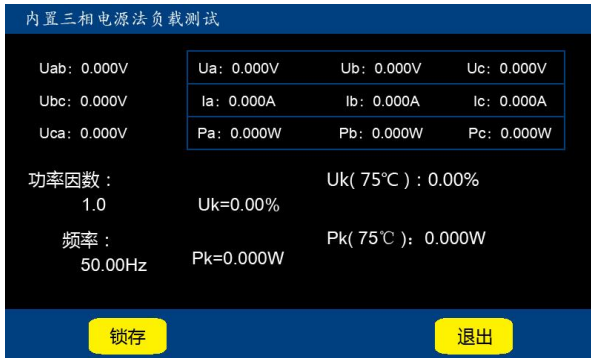 内置三相电源法负载测试
Uab: 0.000V Ua: 0.000V Ub: 0.000V Uc: 0.000V
Ubc: 0.000V Ia: 0.000A Ib: 0.000A Ic: 0.000A
Uca: 0.000V Pa: 0.000W Pb: 0.000W Pc: 0.000W
功率因数：
1.0
Uk=0.00%
Uk( 75℃ )：0.00%
频率：
50.00Hz
Pk=0.000W
Pk( 75℃ ): 0.000W
锁存
退出